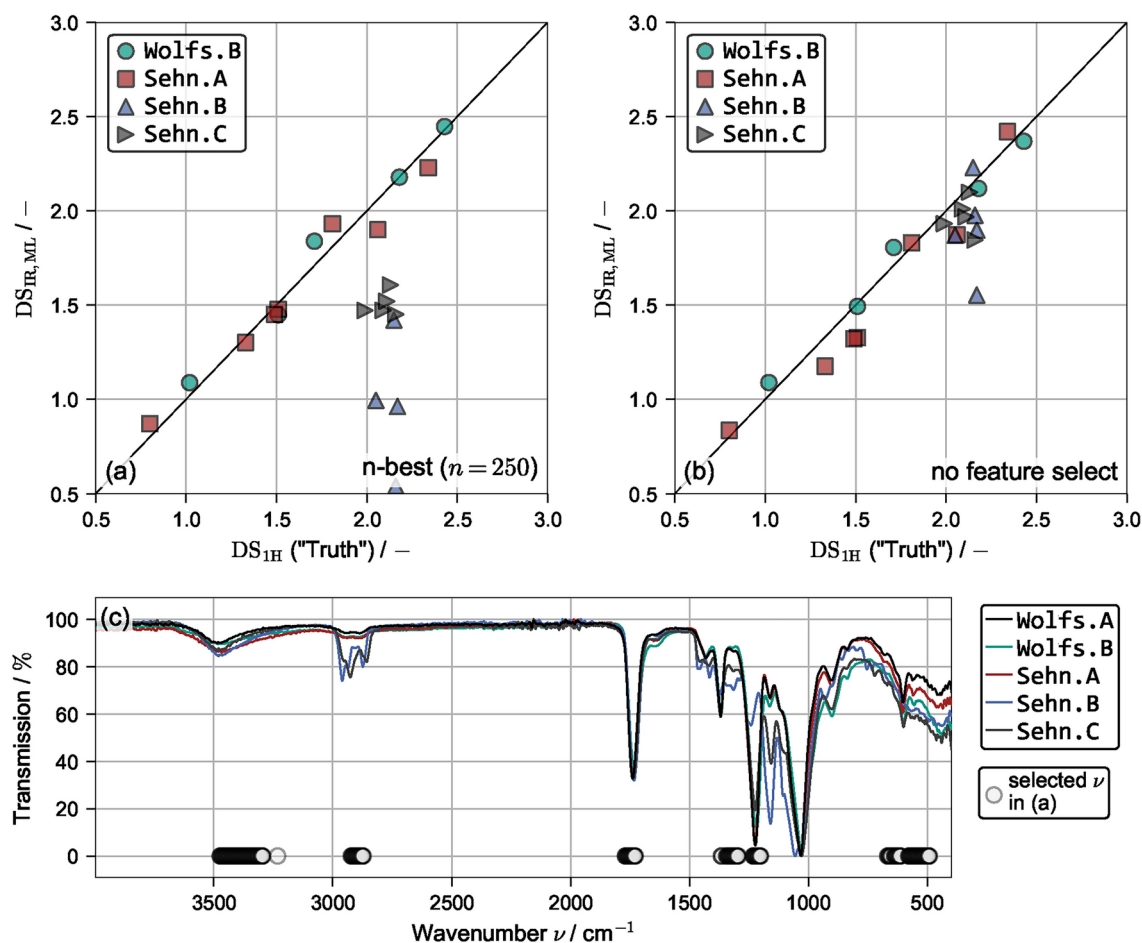 3.0
2.5
2.0
1.5
1.0
0.5
DS_IR,ML / −
Wolfs.B
Sehn.A
Sehn.B
Sehn.C
(a)
n-best (n = 250)
0.5 1.0 1.5 2.0 2.5 3.0
DS_1H ("Truth") / −
3.0
2.5
2.0
1.5
1.0
0.5
DS_IR,ML / −
Wolfs.B
Sehn.A
Sehn.B
Sehn.C
(b)
no feature select
0.5 1.0 1.5 2.0 2.5 3.0
DS_1H ("Truth") / −
(c)
100
80
60
40
20
0
Transmission / %
3500 3000 2500 2000 1500 1000 500
Wavenumber ν / cm⁻¹
Wolfs.A
Wolfs.B
Sehn.A
Sehn.B
Sehn.C
selected ν
in (a)